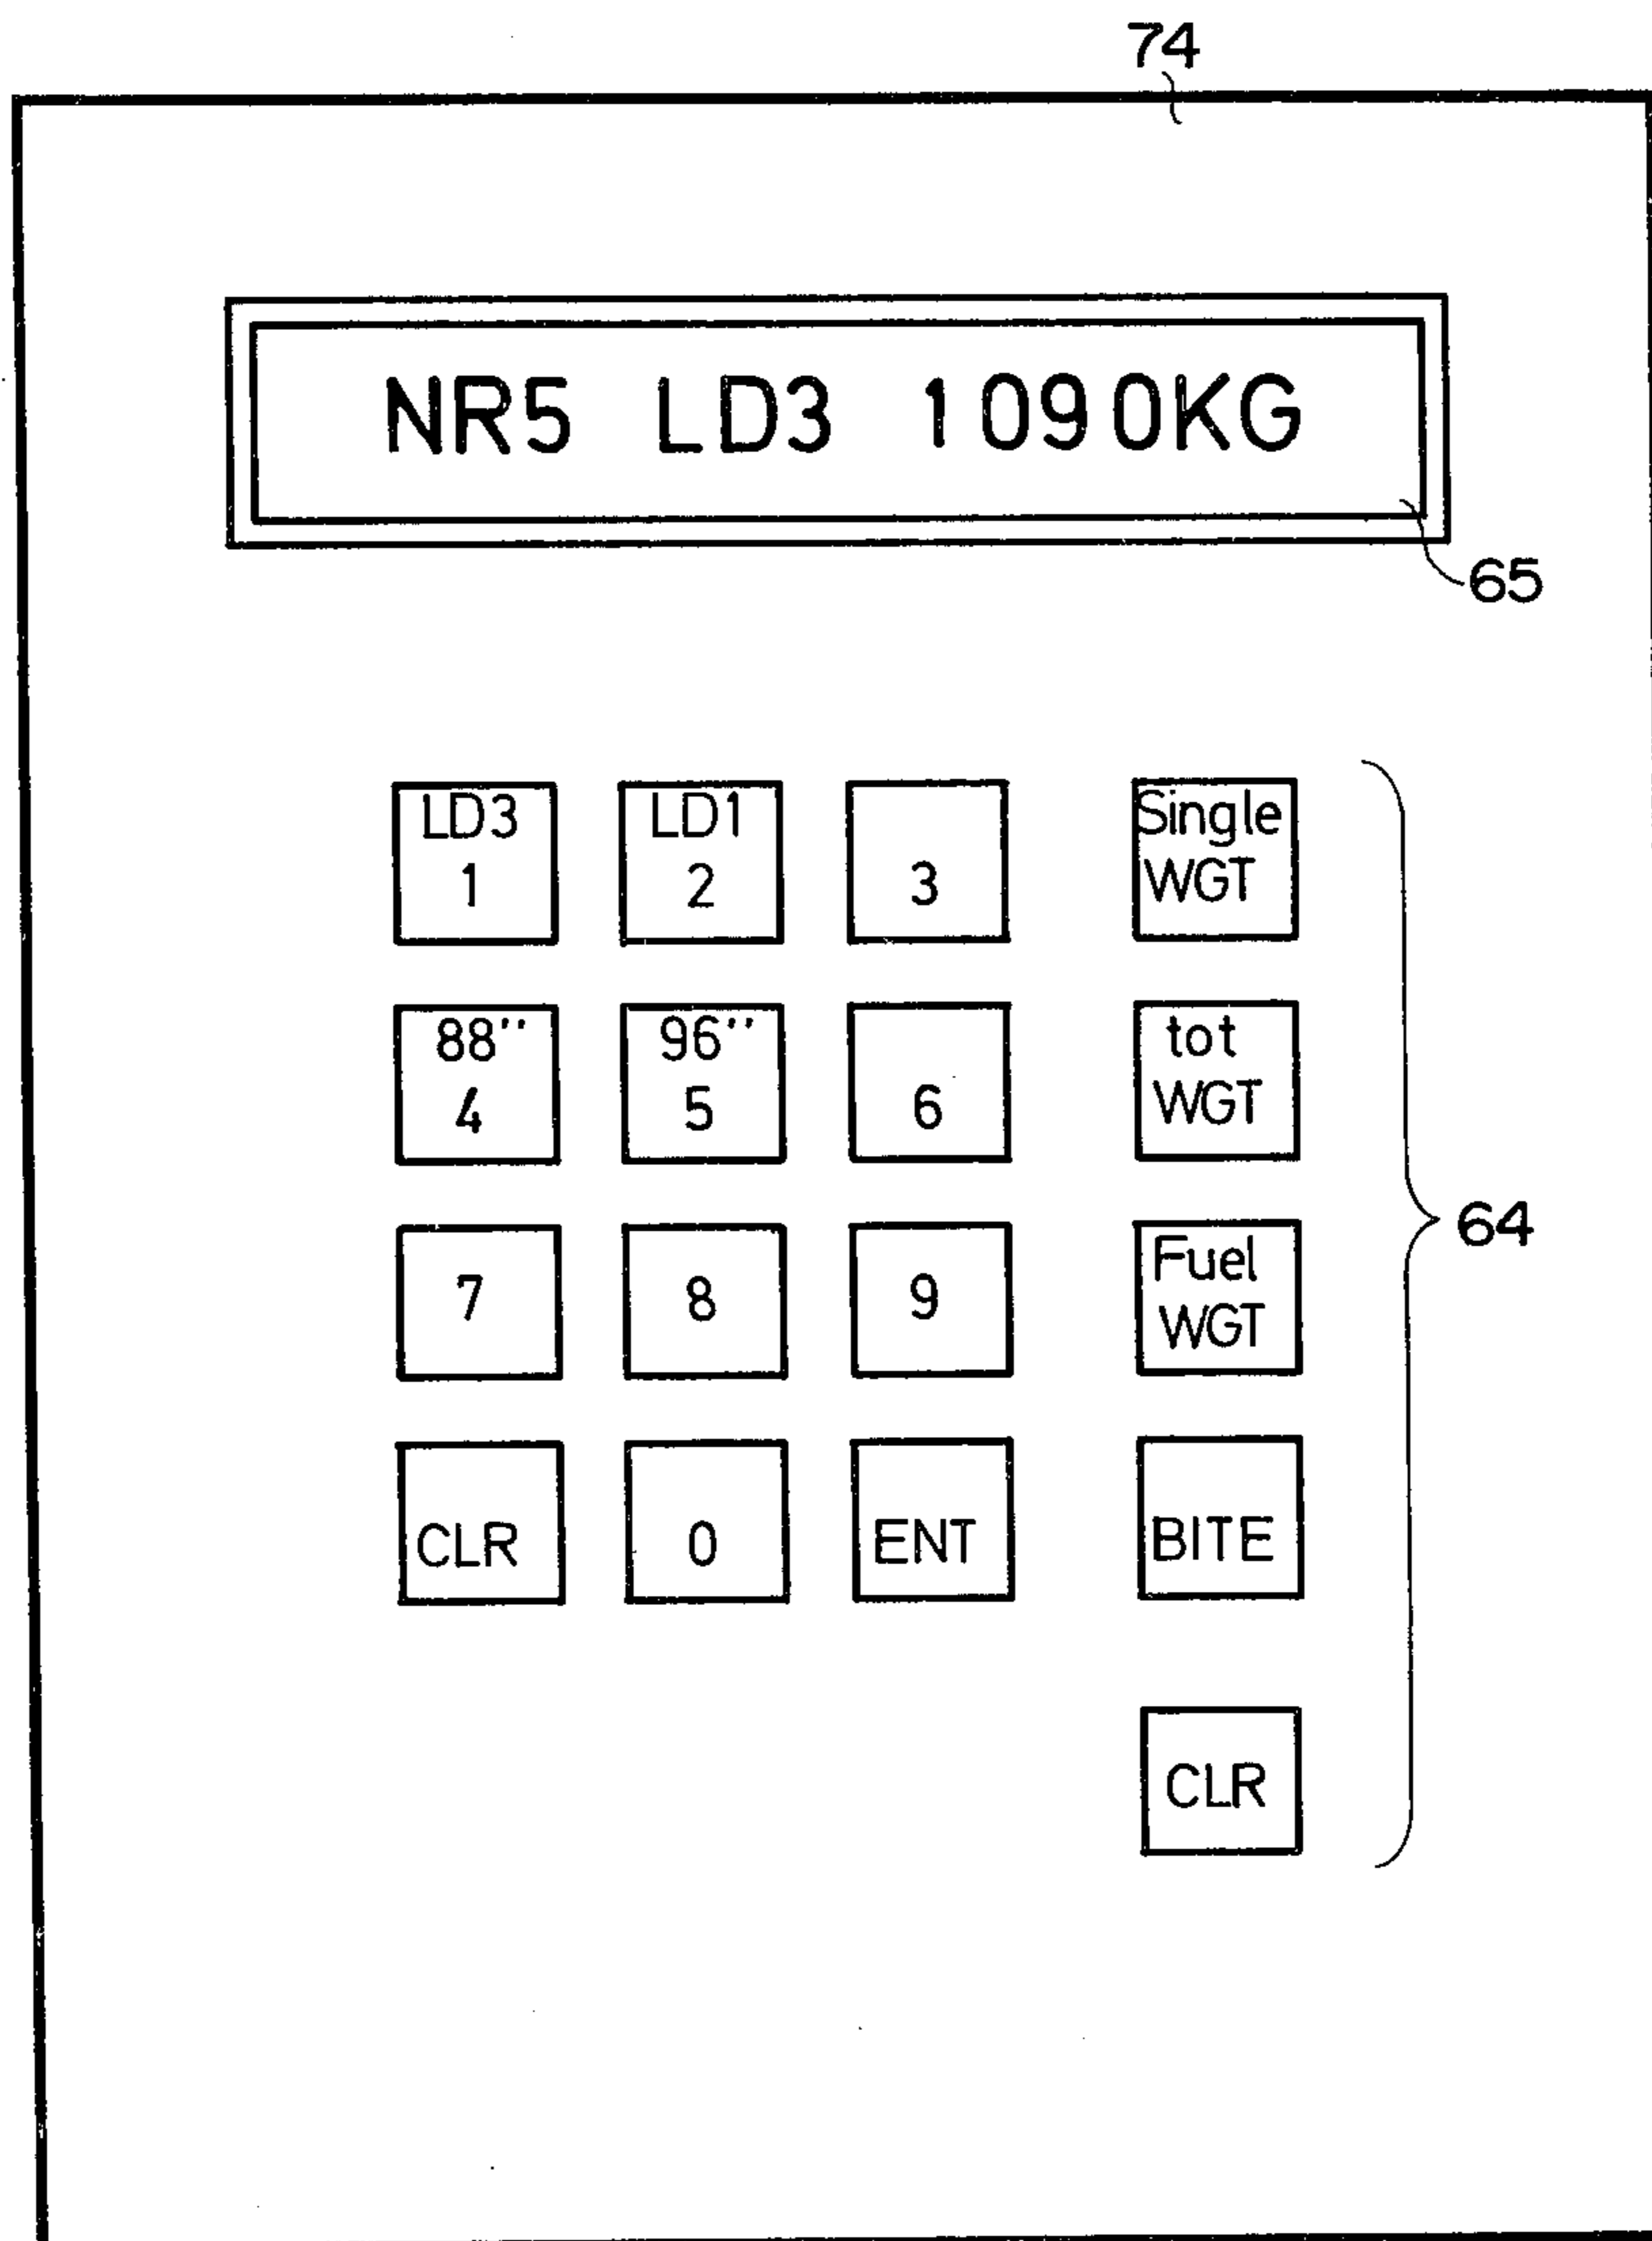 74
NR5 LD3 1090KG
65
LD3 LD1 Single
1 2 3 WGT
88" 96" tot
4 5 6 WGT
64
Fuel
7 8 9 WGT
CLR 0 ENT BITE
CLR